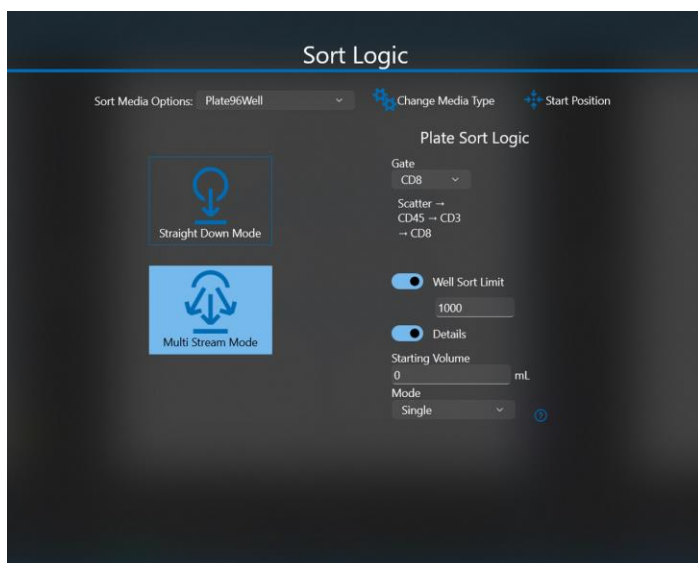 Sort Logic
Sort Media Options: Plate96Well Change Media Type Start Position
Plate Sort Logic
Gate
CD8
Scatter →
CD45 → CD3
→ CD8
Straight Down Mode
Well Sort Limit
1000
Multi Stream Mode
Details
Starting Volume
0 mL
Mode
Single ?